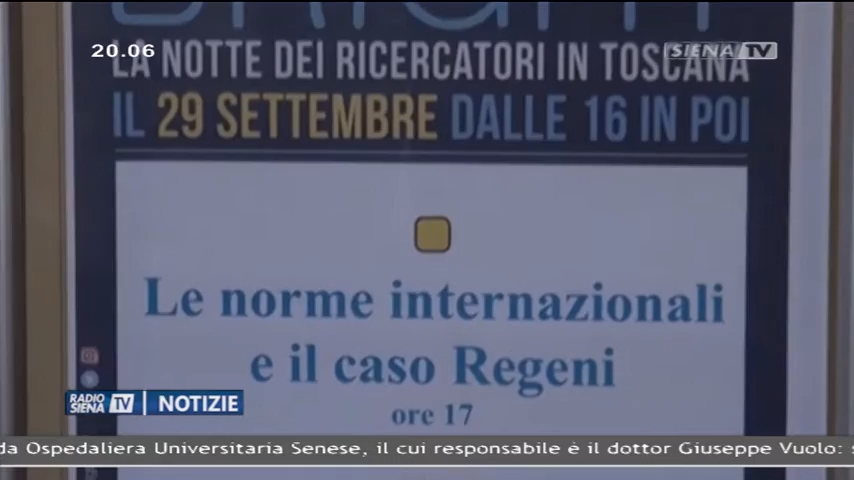 BRIGHT
20.06
SIENA TV
LA NOTTE DEI RICERCATORI IN TOSCANA
IL 29 SETTEMBRE DALLE 16 IN POI
Le norme internazionali
e il caso Regeni
ore 17
RADIO SIENA TV NOTIZIE
da Ospedaliera Universitaria Senese, il cui responsabile è il dottor Giuseppe Vuolo: s